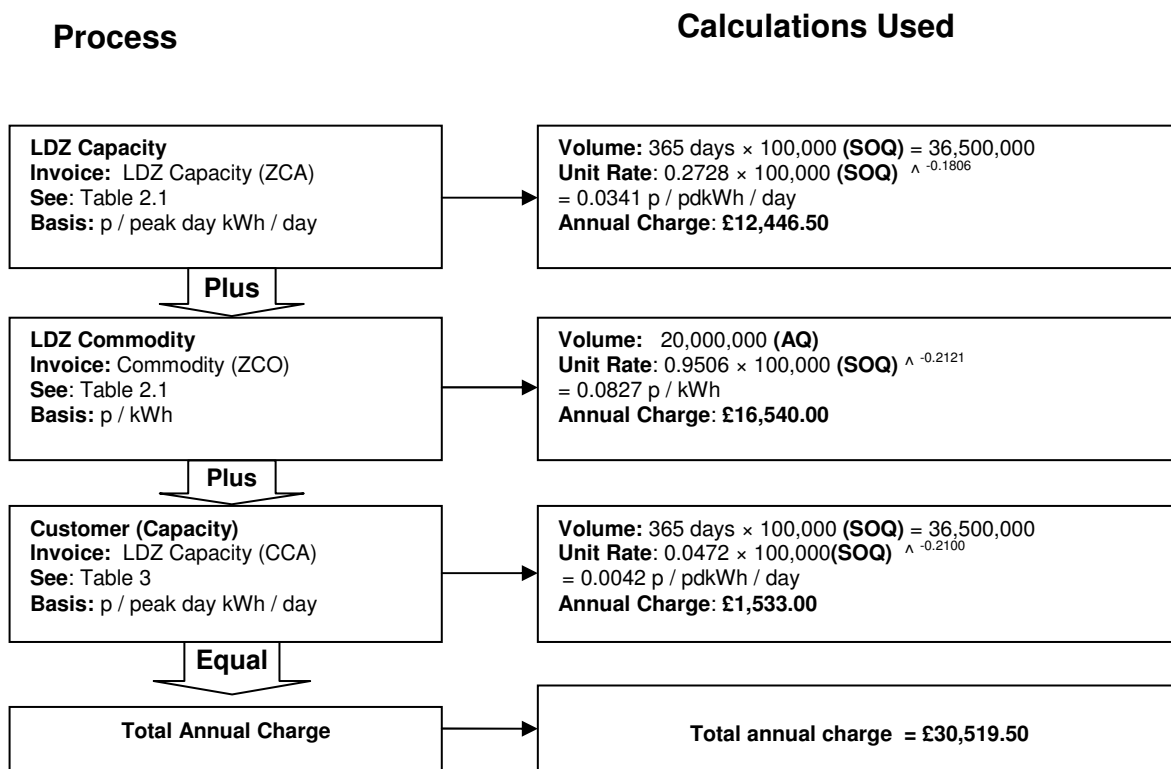 Process
Calculations Used
LDZ Capacity
Invoice: LDZ Capacity (ZCA)
See: Table 2.1
Basis: p / peak day kWh / day
Volume: 365 days × 100,000 (SOQ) = 36,500,000
Unit Rate: 0.2728 × 100,000 (SOQ) ^ -0.1806
= 0.0341 p / pdkWh / day
Annual Charge: £12,446.50
Plus
LDZ Commodity
Invoice: Commodity (ZCO)
See: Table 2.1
Basis: p / kWh
Volume: 20,000,000 (AQ)
Unit Rate: 0.9506 × 100,000 (SOQ) ^ -0.2121
= 0.0827 p / kWh
Annual Charge: £16,540.00
Plus
Customer (Capacity)
Invoice: LDZ Capacity (CCA)
See: Table 3
Basis: p / peak day kWh / day
Volume: 365 days × 100,000 (SOQ) = 36,500,000
Unit Rate: 0.0472 × 100,000(SOQ) ^ -0.2100
= 0.0042 p / pdkWh / day
Annual Charge: £1,533.00
Equal
Total Annual Charge
Total annual charge = £30,519.50